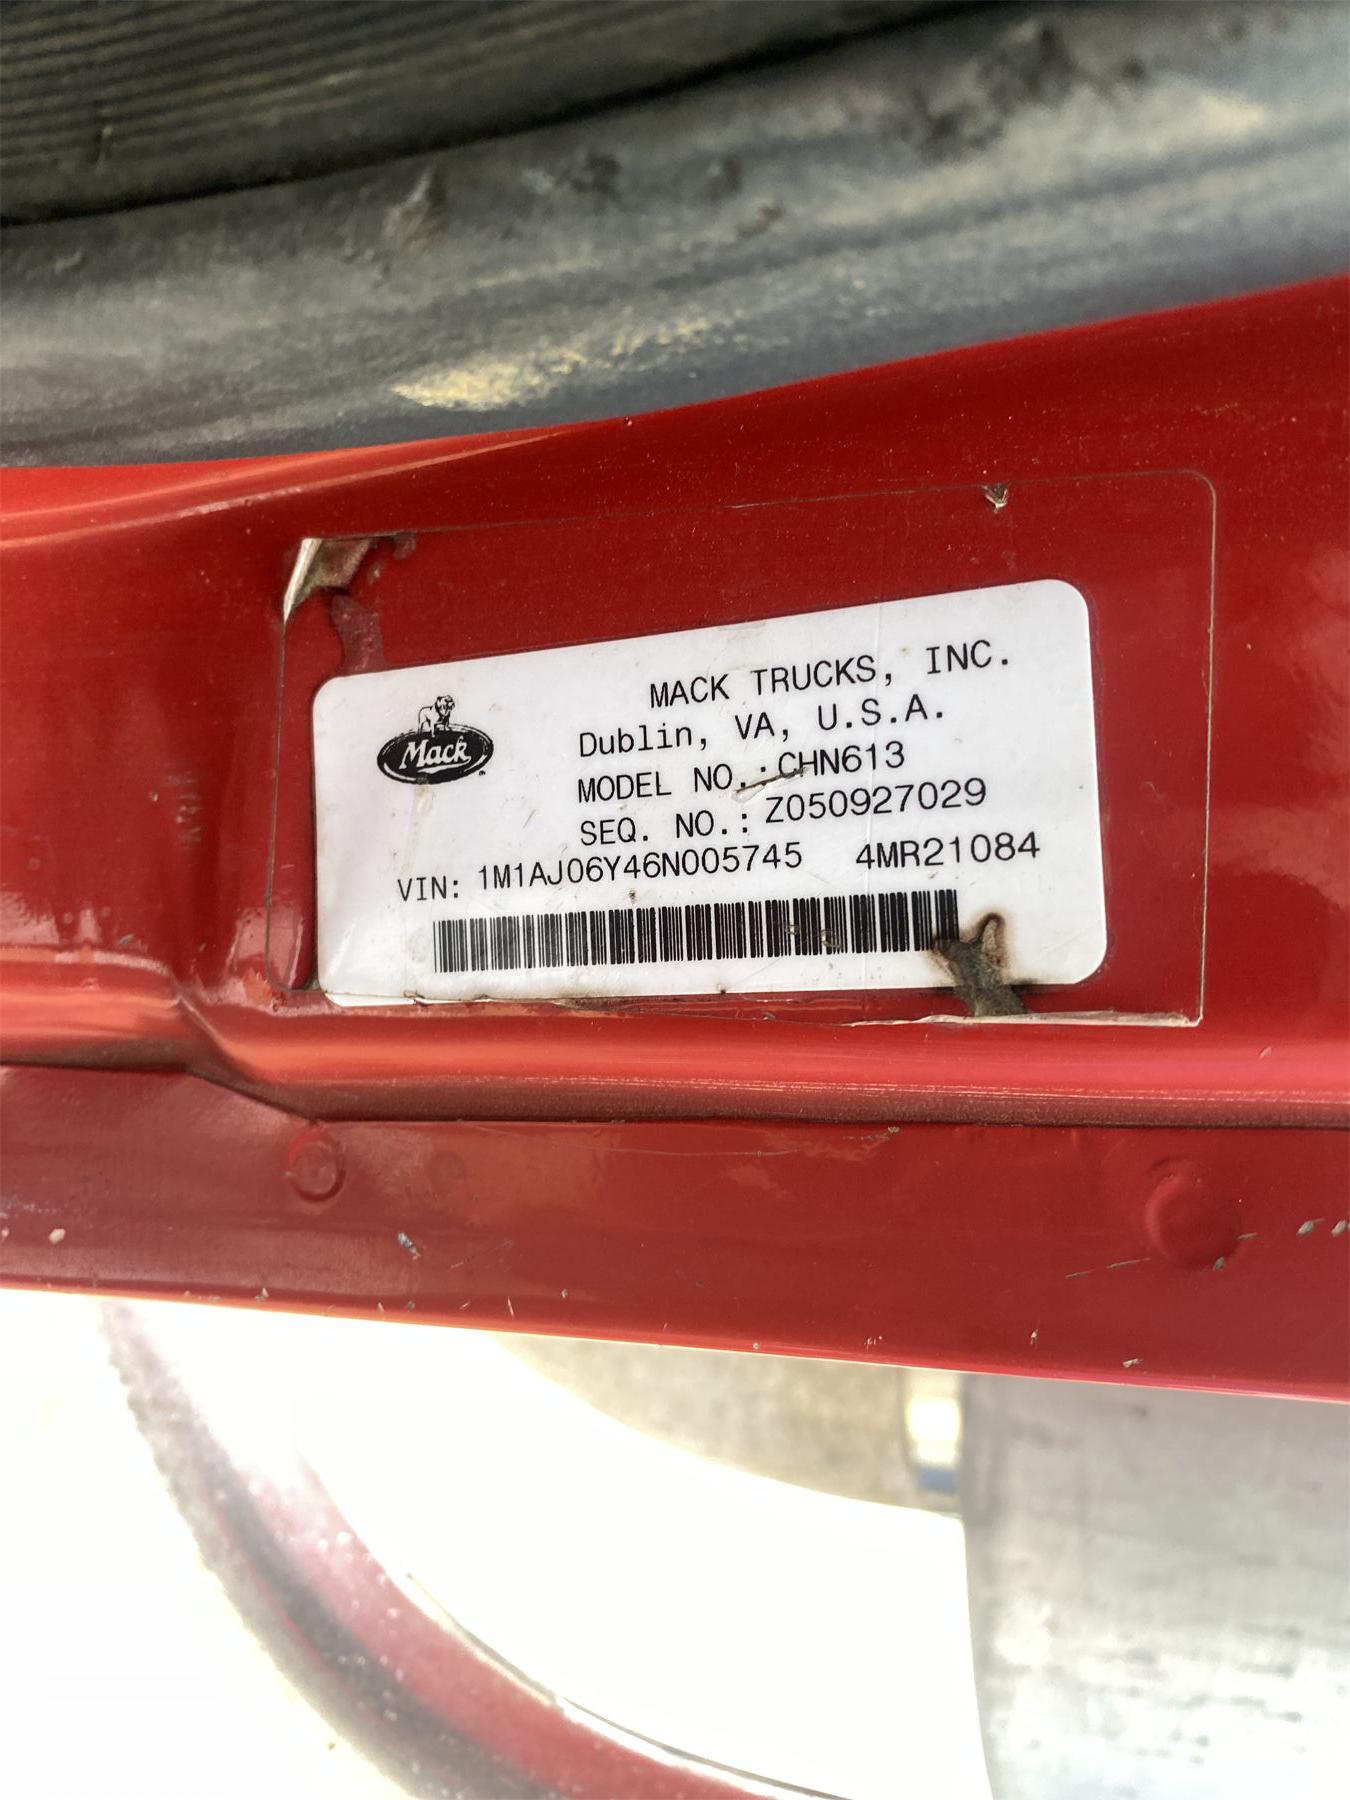 Mack
MACK TRUCKS, INC.
Dublin, VA, U.S.A.
MODEL NO.:CHN613
SEQ. NO.: Z050927029
VIN: 1M1AJ06Y46N005745 4MR21084